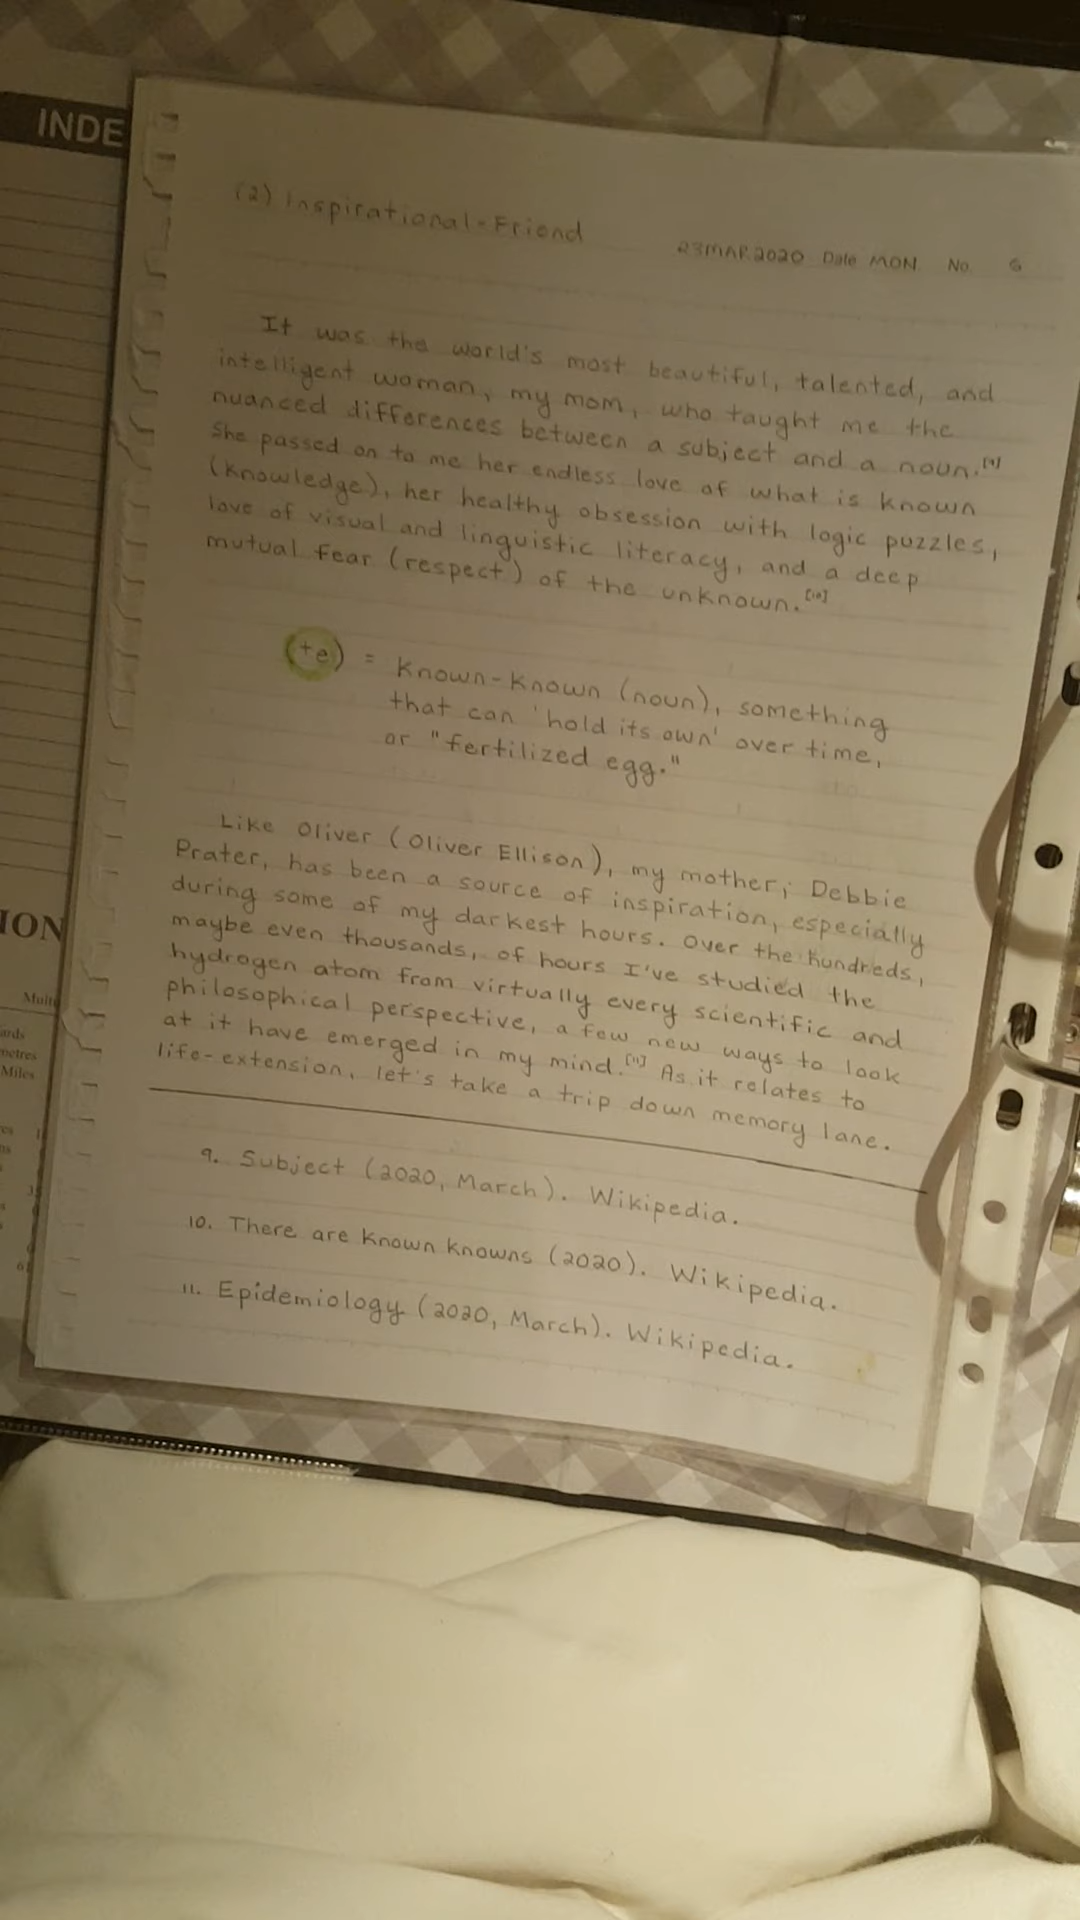 INDE
(2) Inspirational-Friend
23MAR2020 Date MON No 6
It was the world's most beautiful, talented, and
intelligent woman, my mom, who taught me the
nuanced differences between a subject and a noun.[9]
She passed on to me her endless love of what is known
(knowledge), her healthy obsession with logic puzzles,
love of visual and linguistic literacy, and a deep
mutual fear (respect) of the unknown.[10]
(+e) = Known-Known (noun), something
that can 'hold its own' over time,
or "fertilized egg."
Like Oliver (Oliver Ellison), my mother, Debbie
Prater, has been a source of inspiration, especially
during some of my darkest hours. Over the hundreds,
maybe even thousands, of hours I've studied the
hydrogen atom from virtually every scientific and
philosophical perspective, a few new ways to look
at it have emerged in my mind.[11] As it relates to
life-extension, let's take a trip down memory lane.
9. Subject (2020, March). Wikipedia.
10. There are known knowns (2020). Wikipedia.
11. Epidemiology (2020, March). Wikipedia.
ION
Mult
ards
metres
Miles